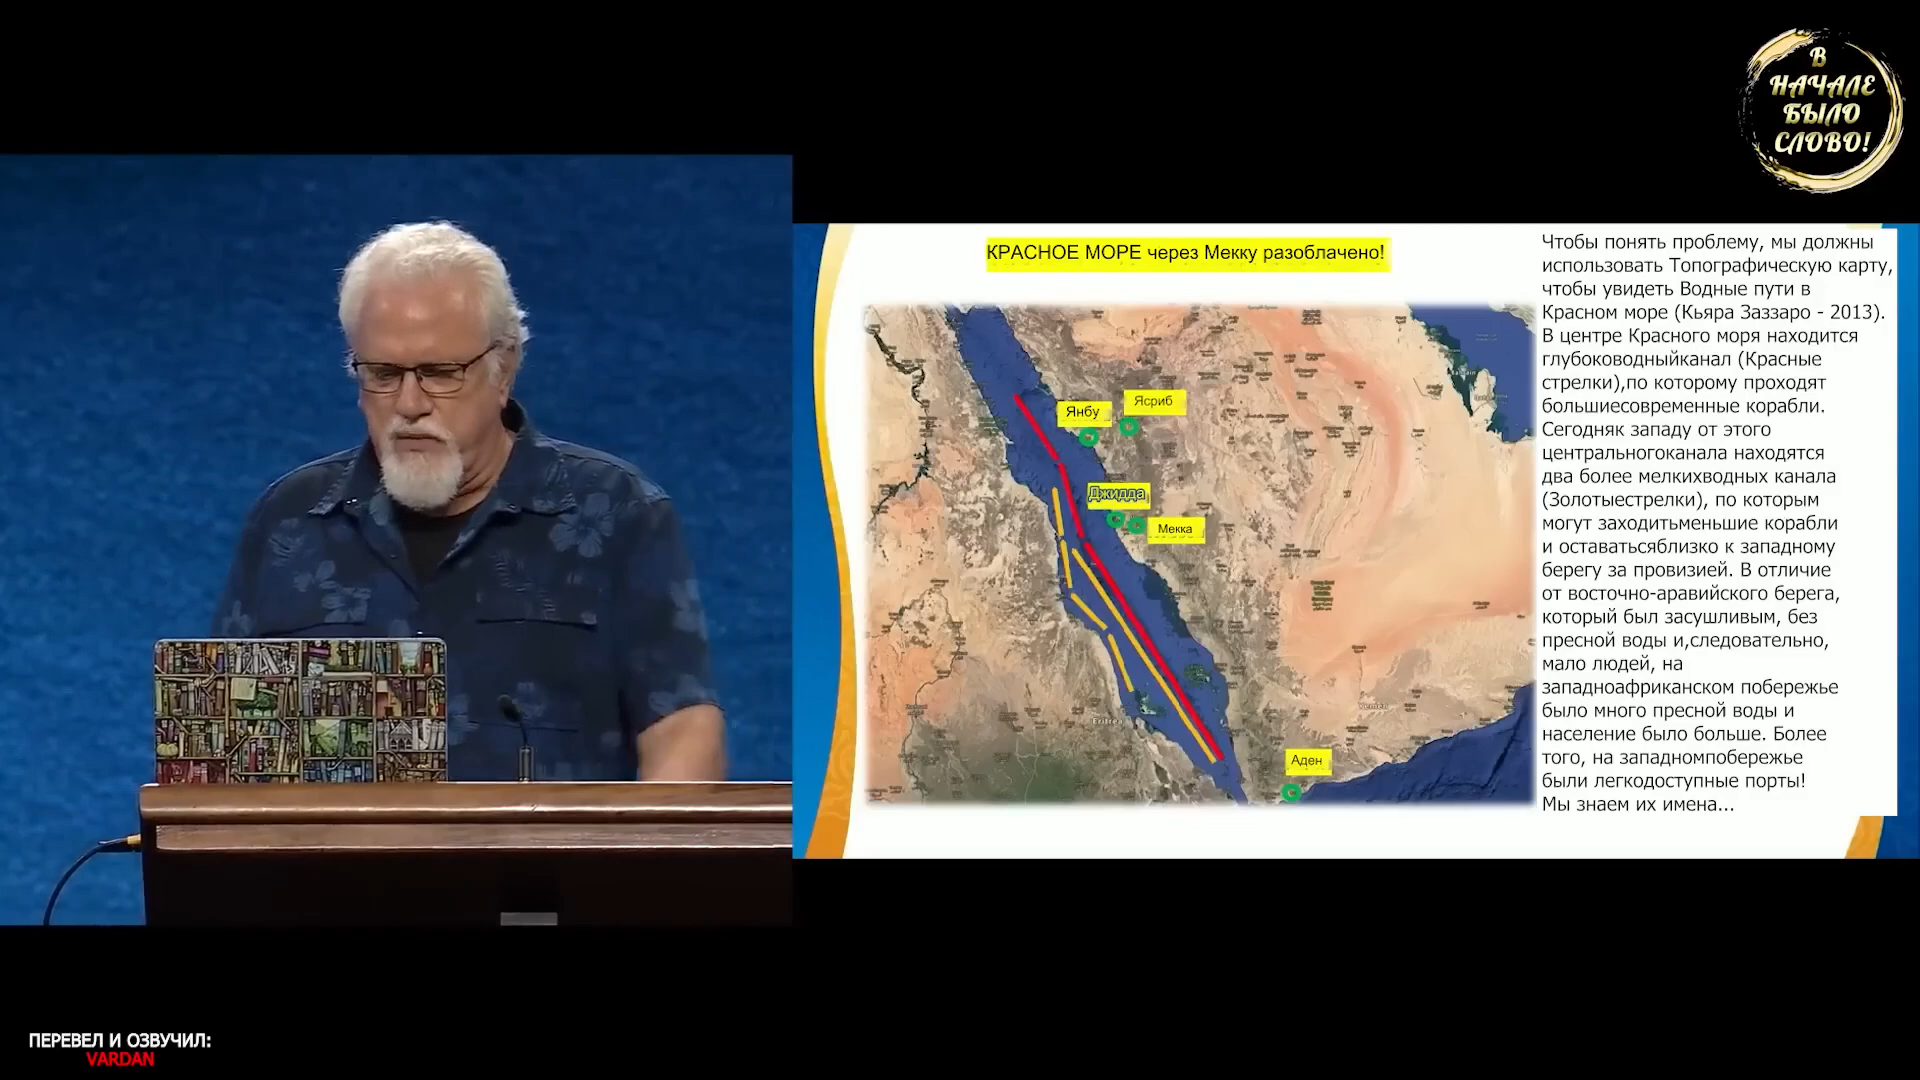 В
НАЧАЛЕ
БЫЛО
СЛОВО!
КРАСНОЕ МОРЕ через Мекку разоблачено!
Янбу
Ясриб
Джидда
Мекка
Аден
Eritrea
Yemen
Чтобы понять проблему, мы должны
использовать Топографическую карту,
чтобы увидеть Водные пути в
Красном море (Кьяра Заззаро - 2013).
В центре Красного моря находится
глубоководныйканал (Красные
стрелки),по которому проходят
большиесовременные корабли.
Сегодняк западу от этого
центральногоканала находятся
два более мелкихводных канала
(Золотыестрелки), по которым
могут заходитьменьшие корабли
и оставатьсяблизко к западному
берегу за провизией. В отличие
от восточно-аравийского берега,
который был засушливым, без
пресной воды и,следовательно,
мало людей, на
западноафриканском побережье
было много пресной воды и
население было больше. Более
того, на западномпобережье
были легкодоступные порты!
Мы знаем их имена...
ПЕРЕВЕЛ И ОЗВУЧИЛ:
VARDAN